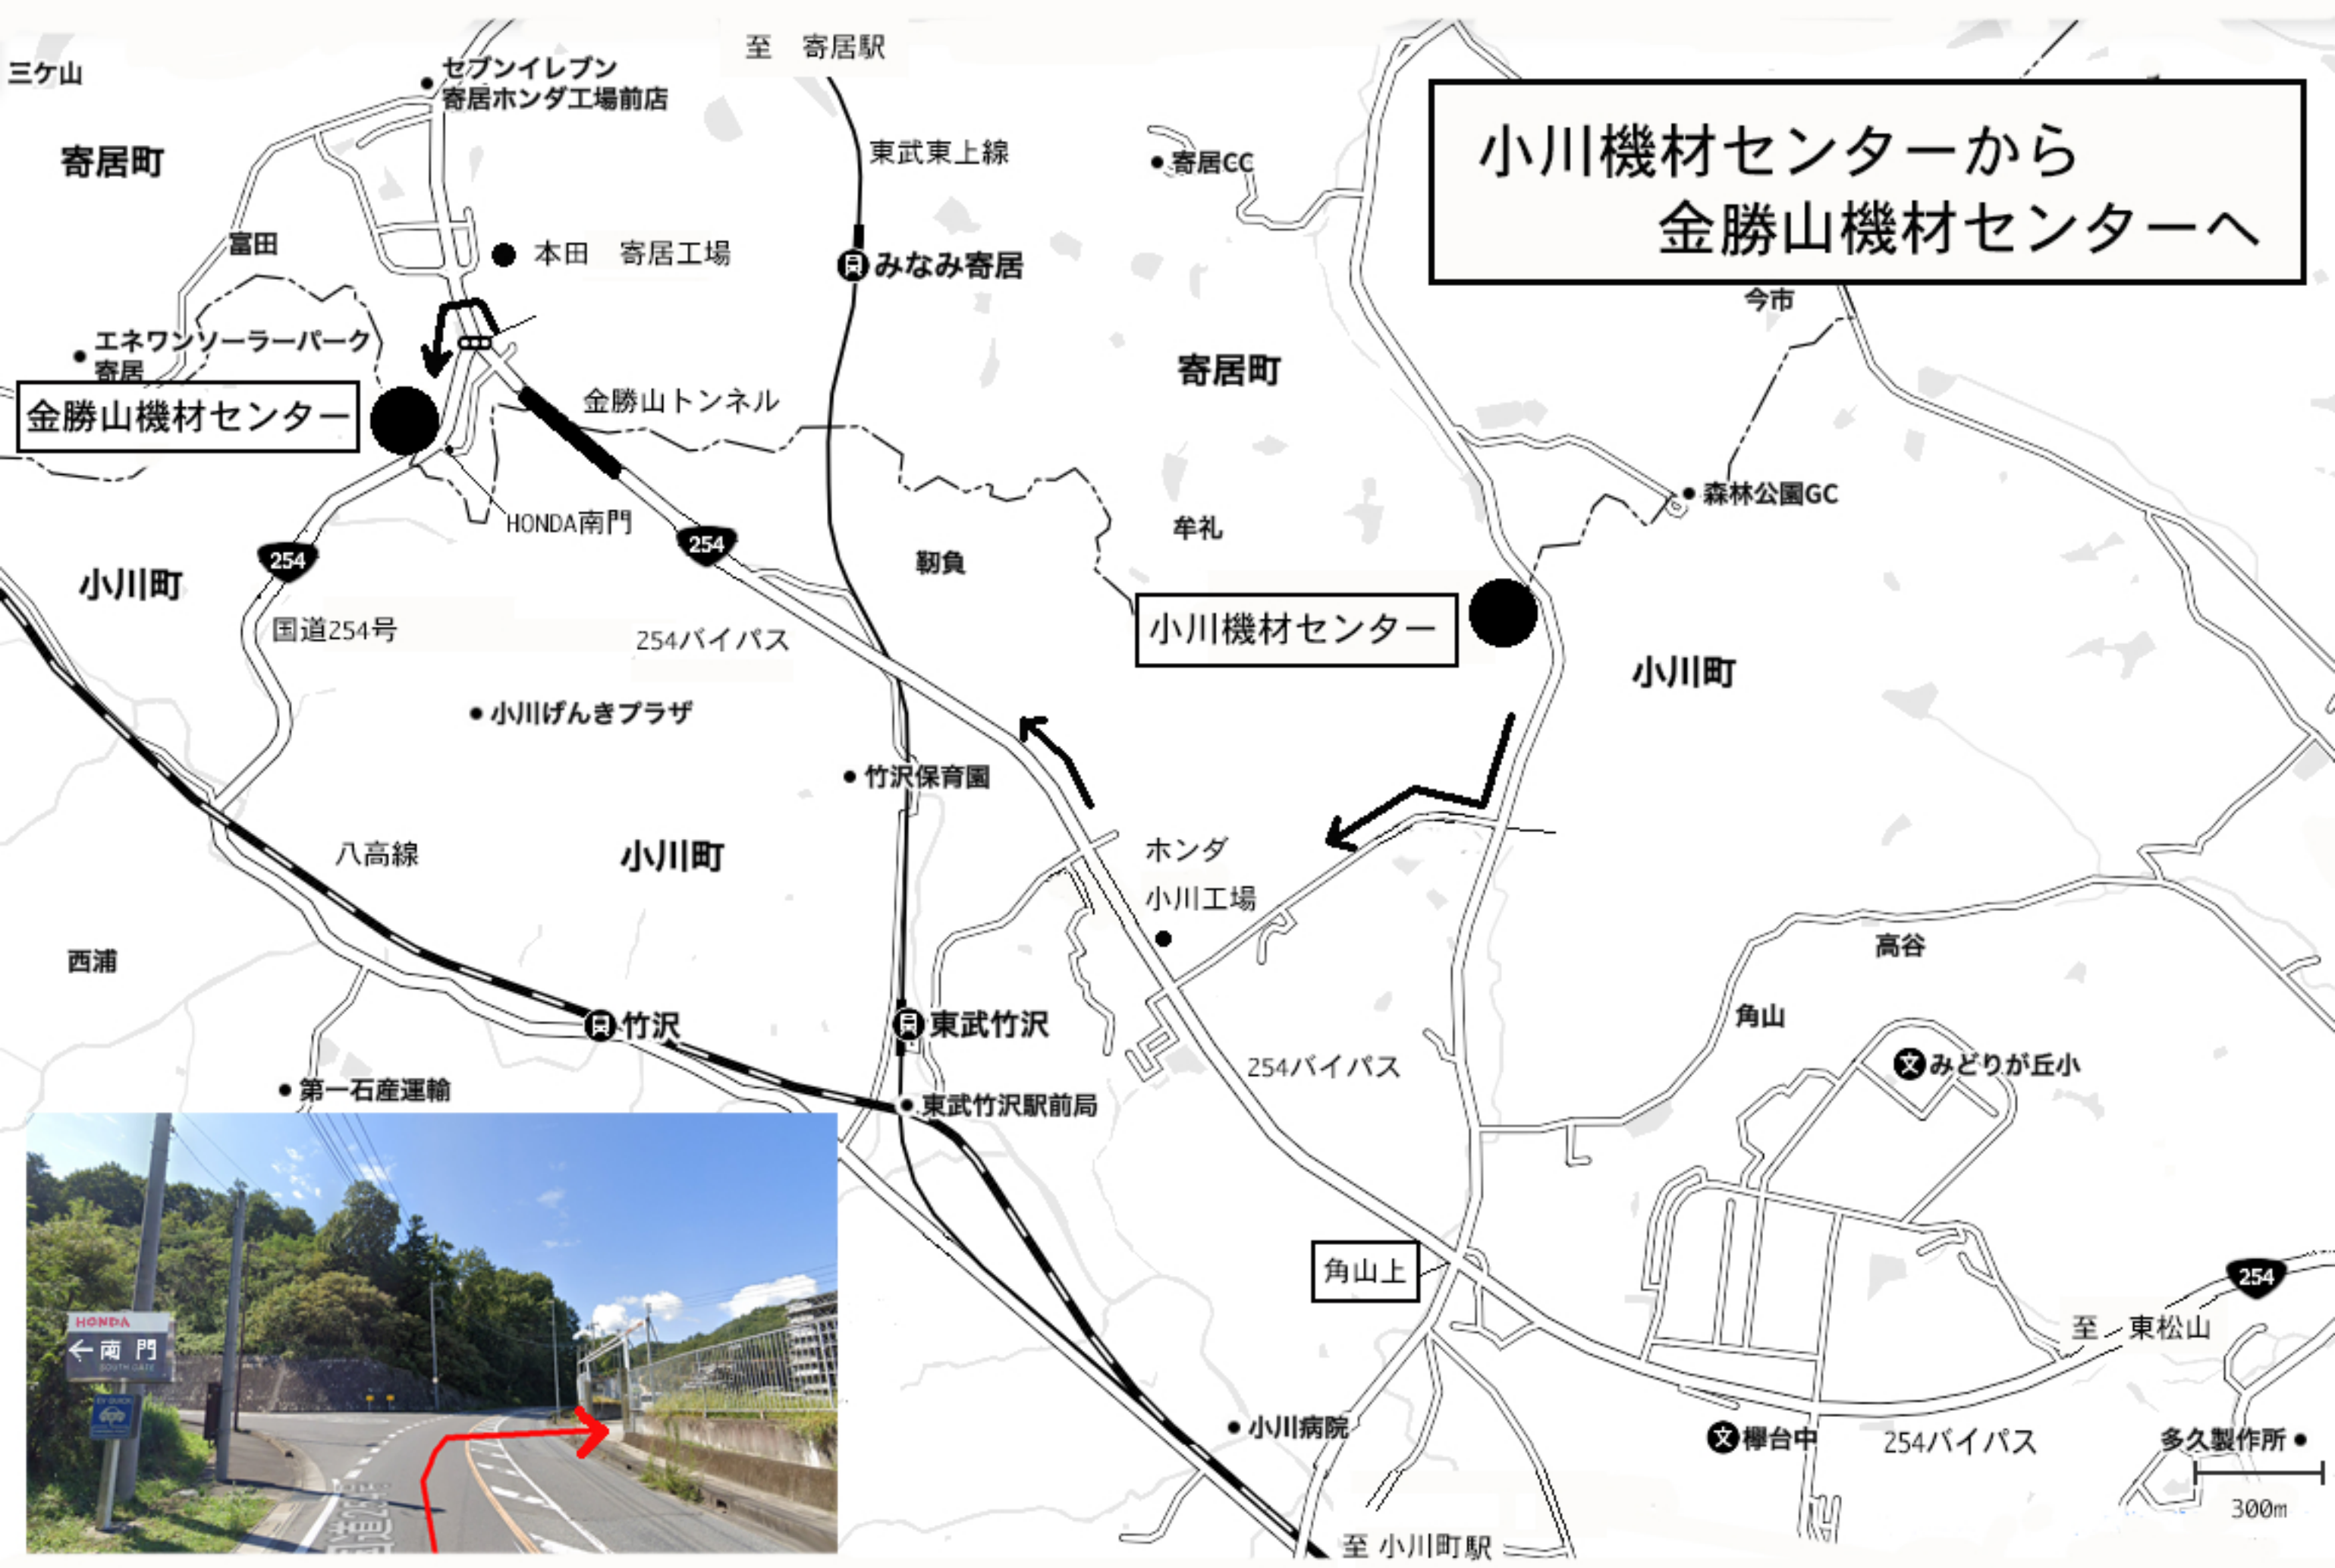 小川機材センターから
金勝山機材センターへ
至 寄居駅
三ケ山
セブンイレブン
寄居ホンダ工場前店
寄居町
東武東上線
寄居CC
富田
本田 寄居工場
みなみ寄居
今市
エネワンソーラーパーク
寄居
寄居町
金勝山機材センター
金勝山トンネル
森林公園GC
HONDA南門
牟礼
254
254
靭負
小川町
国道254号
254バイパス
小川機材センター
小川町
小川げんきプラザ
竹沢保育園
八高線
小川町
ホンダ
小川工場
西浦
高谷
角山
竹沢
東武竹沢
254バイパス
みどりが丘小
文
第一石産運輸
東武竹沢駅前局
角山上
254
至 東松山
HONDA
南門
SOUTH GATE
EV QUICK
国道254号
小川病院
文
欅台中
254バイパス
多久製作所
300m
至 小川町駅